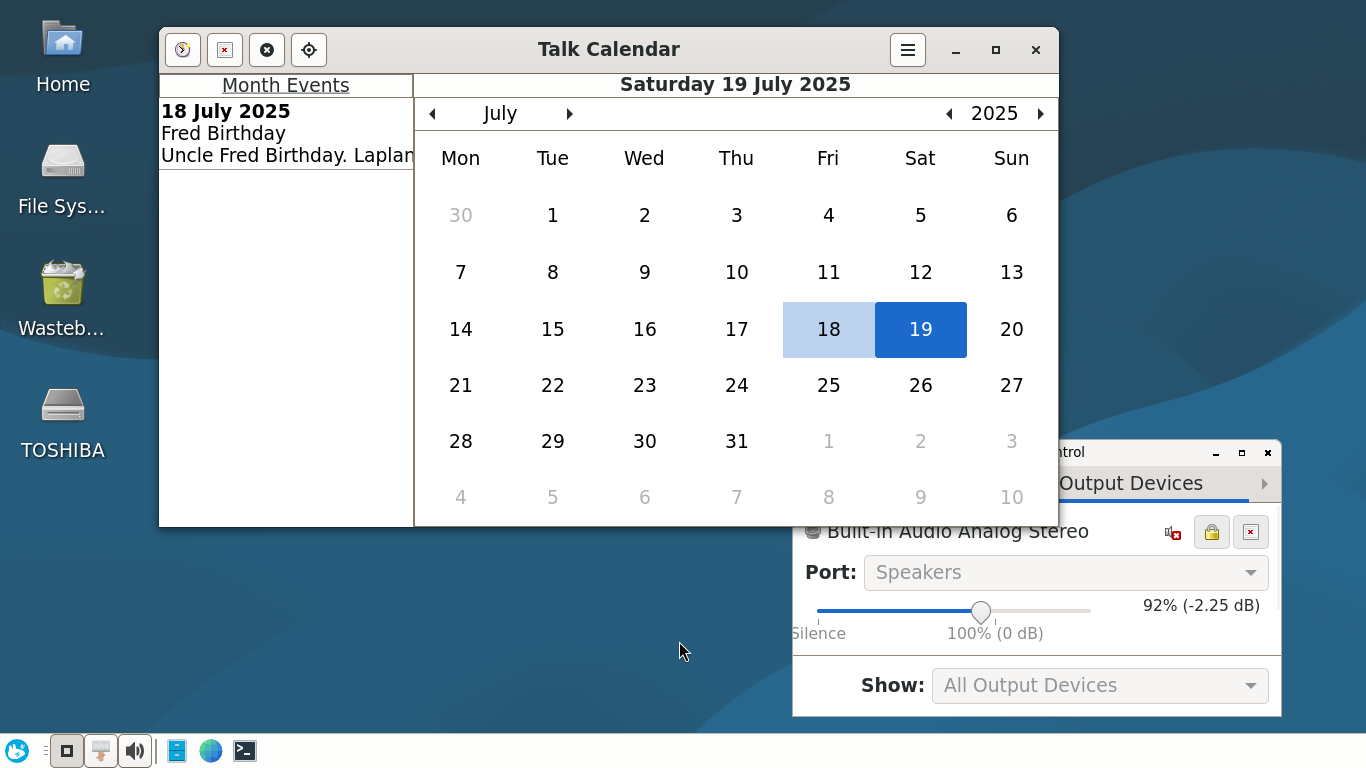 Home
File Sys...
Wasteb...
TOSHIBA
Talk Calendar
Month Events
18 July 2025
Fred Birthday
Uncle Fred Birthday. Laplan
Saturday 19 July 2025
July 2025
Mon Tue Wed Thu Fri Sat Sun
30 1 2 3 4 5 6
7 8 9 10 11 12 13
14 15 16 17 18 19 20
21 22 23 24 25 26 27
28 29 30 31 1 2 3
4 5 6 7 8 9 10
ntrol
Output Devices
Built-in Audio Analog Stereo
Port: Speakers
92% (-2.25 dB)
Silence 100% (0 dB)
Show: All Output Devices